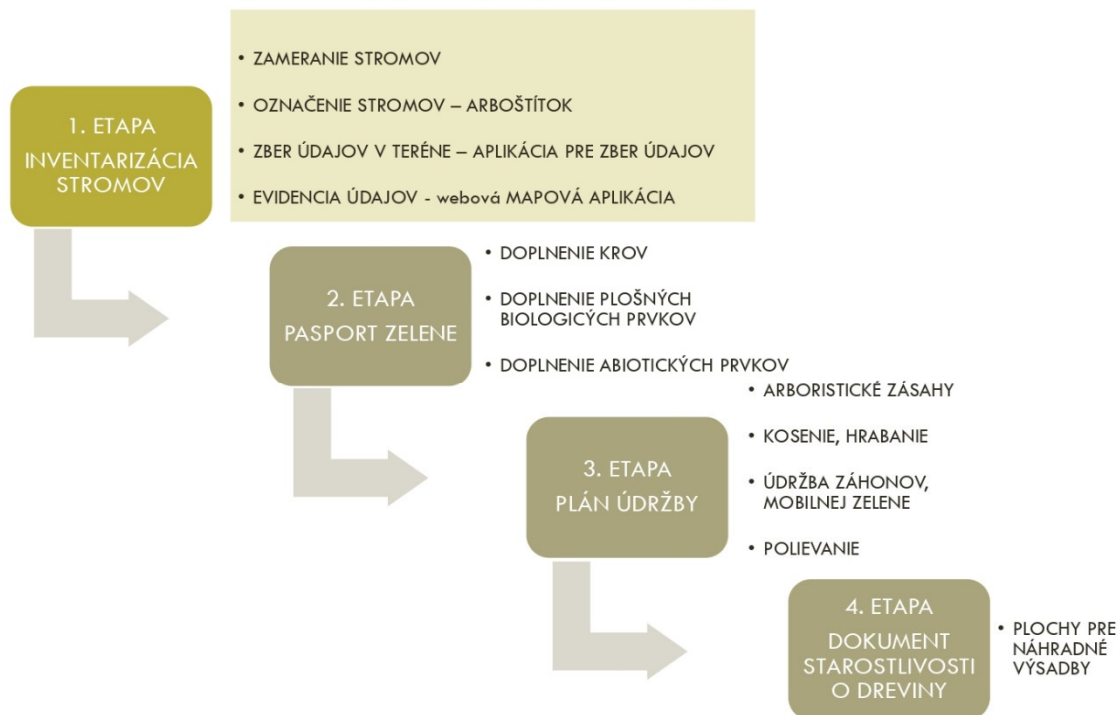 1. ETAPA
INVENTARIZÁCIA
STROMOV
• ZAMERANIE STROMOV
• OZNAČENIE STROMOV – ARBOŠTÍTOK
• ZBER ÚDAJOV V TERÉNE – APLIKÁCIA PRE ZBER ÚDAJOV
• EVIDENCIA ÚDAJOV - webová MAPOVÁ APLIKÁCIA
2. ETAPA
PASPORT ZELENE
• DOPLNENIE KROV
• DOPLNENIE PLOŠNÝCH
BIOLOGICÝCH PRVKOV
• DOPLNENIE ABIOTICKÝCH PRVKOV
3. ETAPA
PLÁN ÚDRŽBY
• ARBORISTICKÉ ZÁSAHY
• KOSENIE, HRABANIE
• ÚDRŽBA ZÁHONOV,
MOBILNEJ ZELENE
• POLIEVANIE
4. ETAPA
DOKUMENT
STAROSTLIVOSTI
O DREVINY
• PLOCHY PRE
NÁHRADNÉ
VÝSADBY